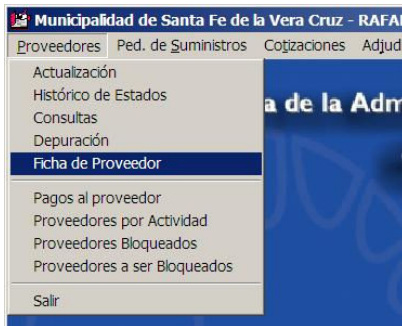 Municipalidad de Santa Fe de la Vera Cruz - RAFA
Proveedores Ped. de Suministros Cotizaciones Adjud
Actualización
Histórico de Estados
a de la Adm
Consultas
Depuración
Ficha de Proveedor
Pagos al proveedor
Proveedores por Actividad
Proveedores Bloqueados
Proveedores a ser Bloqueados
Salir